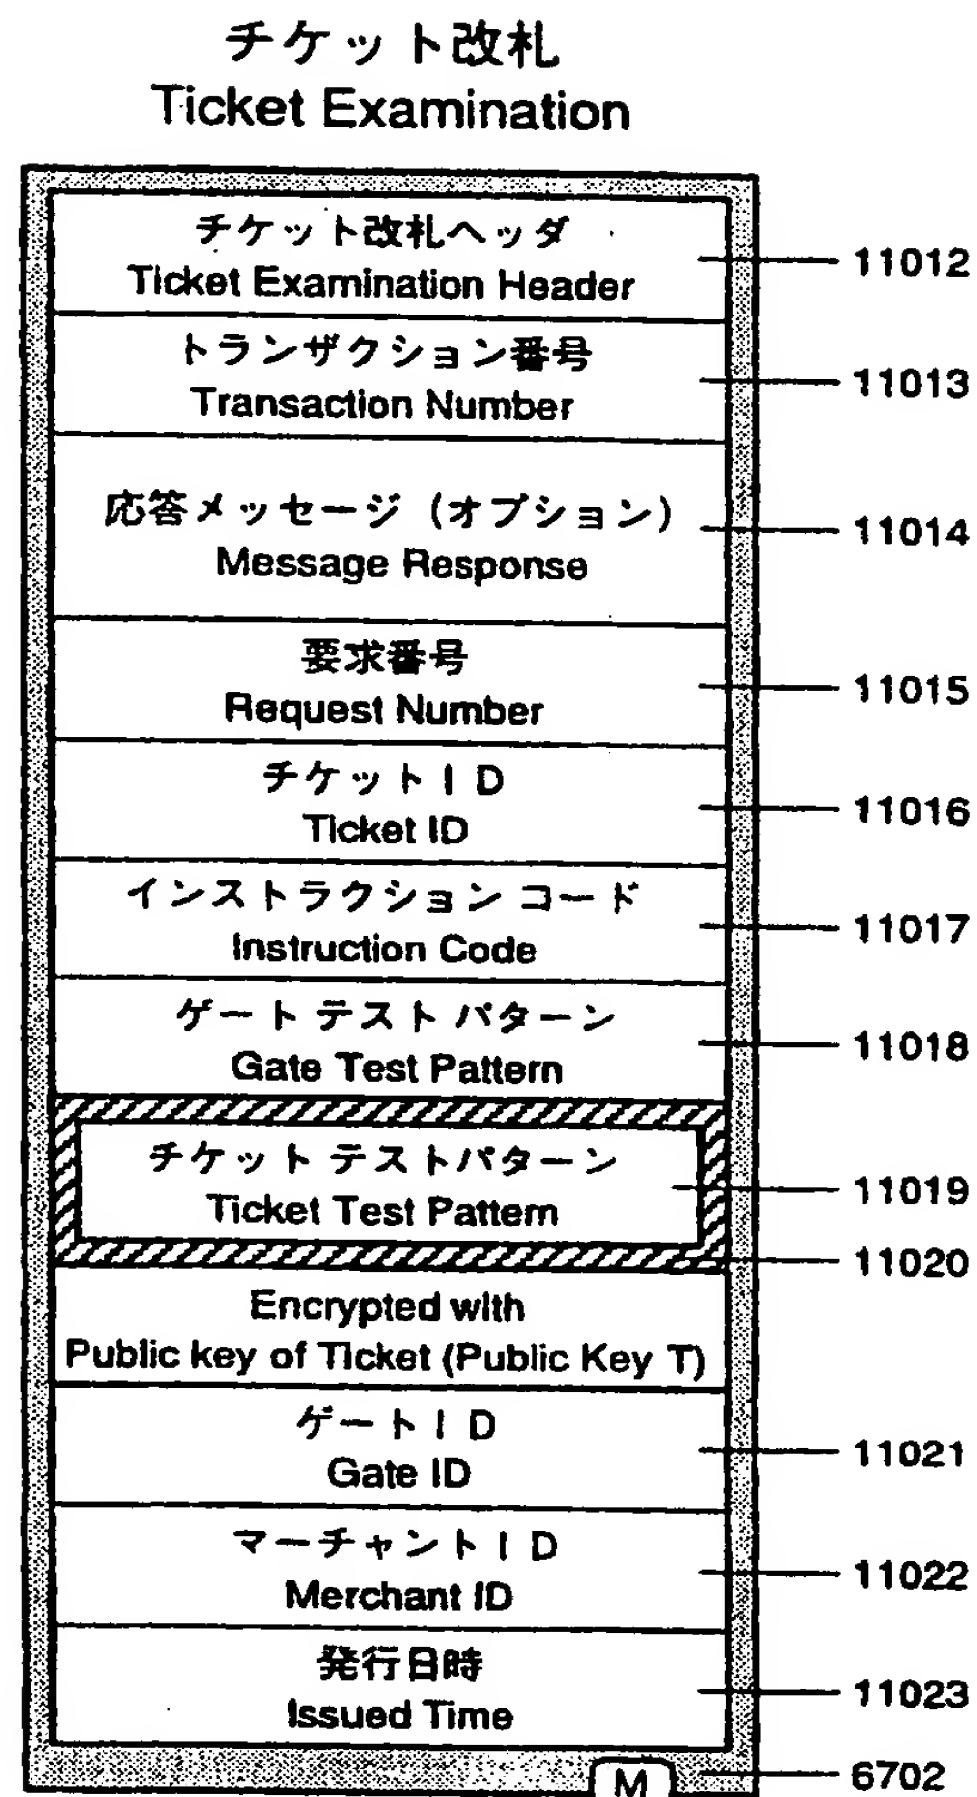 チケット改札
Ticket Examination
チケット改札ヘッダ
Ticket Examination Header
11012
トランザクション番号
Transaction Number
11013
応答メッセージ (オプション)
Message Response
11014
要求番号
Request Number
11015
チケットID
Ticket ID
11016
インストラクション コード
Instruction Code
11017
ゲート テスト パターン
Gate Test Pattern
11018
チケット テストパターン
Ticket Test Pattern
11019
11020
Encrypted with
Public key of Ticket (Public Key T)
ゲートID
Gate ID
11021
マーチャントID
Merchant ID
11022
発行日時
Issued Time
11023
M
6702